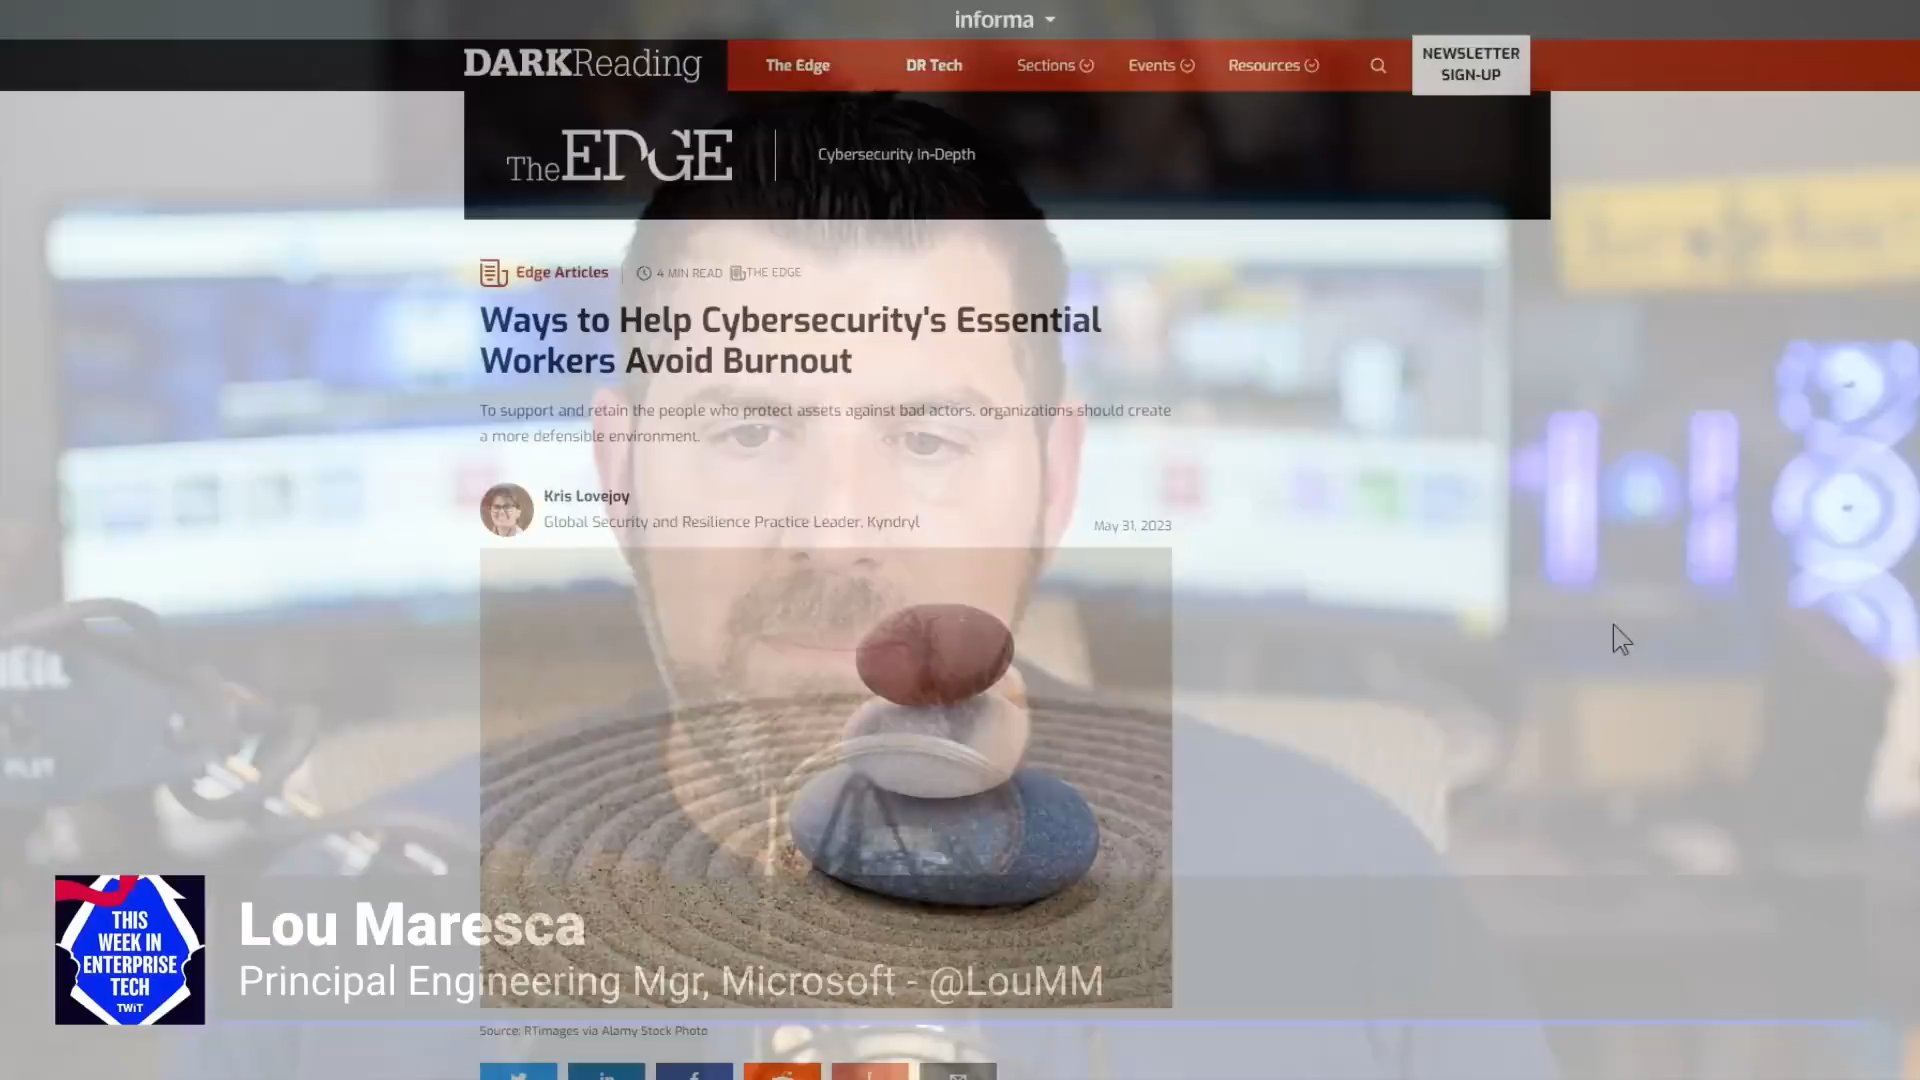 informa
DARKReading
The Edge
DR Tech
Sections
Events
Resources
NEWSLETTER
SIGN-UP
The EDGE
Cybersecurity In-Depth
Edge Articles
4 MIN READ
THE EDGE
Ways to Help Cybersecurity's Essential
Workers Avoid Burnout
To support and retain the people who protect assets against bad actors, organizations should create
a more defensible environment.
Kris Lovejoy
Global Security and Resilience Practice Leader, Kyndryl
May 31, 2023
THIS
WEEK IN
ENTERPRISE
TECH
TWiT
Lou Maresca
Principal Engineering Mgr, Microsoft - @LouMM
Source: RTimages via Alamy Stock Photo